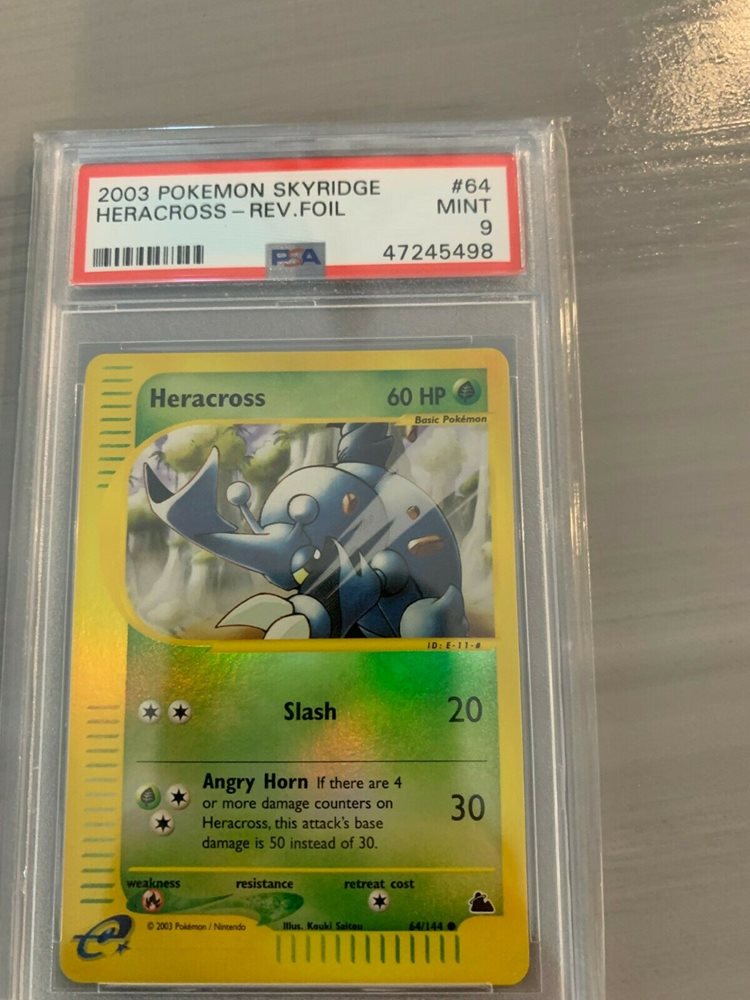 2003 POKEMON SKYRIDGE #64
HERACROSS - REV.FOIL MINT
9
PSA 47245498
Heracross 60 HP
Basic Pokémon
ID: E-11-#
Slash 20
Angry Horn If there are 4
or more damage counters on
Heracross, this attack's base
damage is 50 instead of 30.
30
weakness resistance retreat cost
© 2003 Pokémon / Nintendo Illus. Kouki Saitou 64/144
e